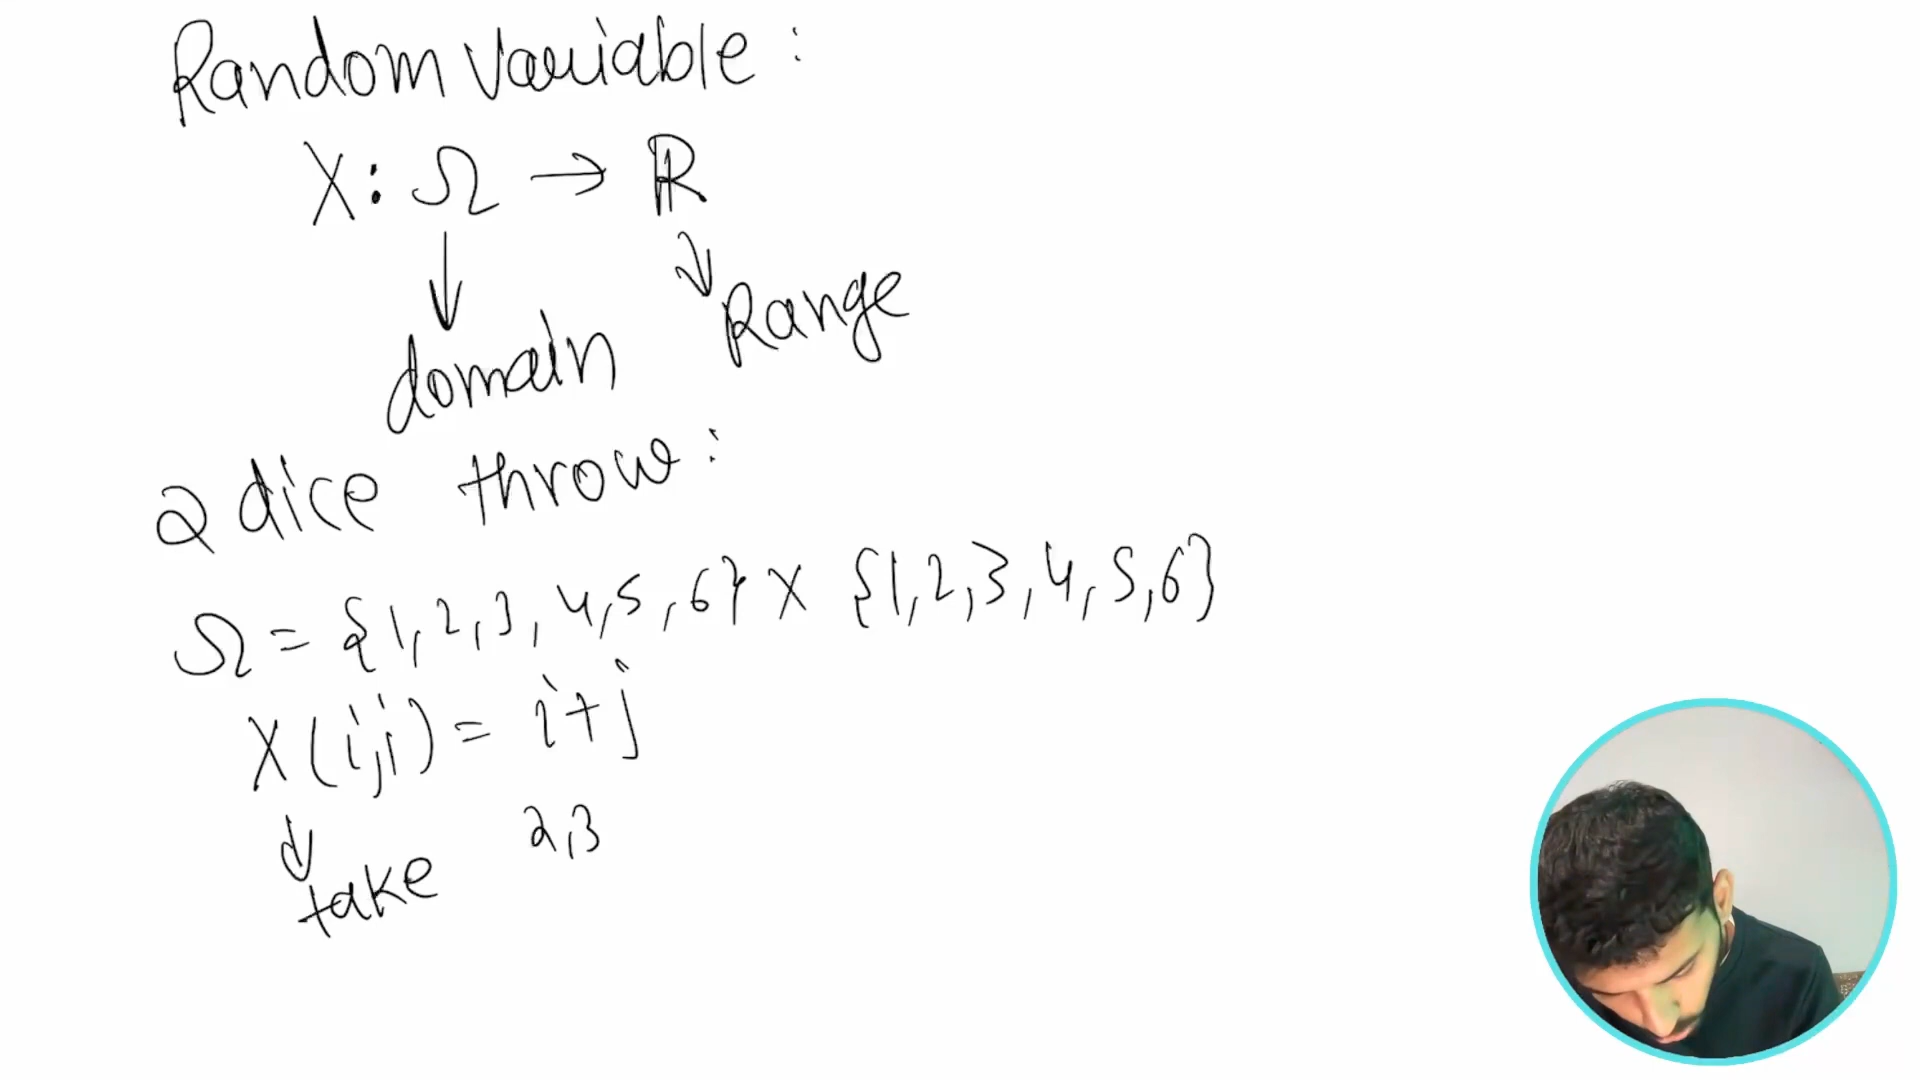 Random Variable :
X : Ω → ℝ
↓ ↓
domain Range
2 dice throw :
Ω = {1,2,3,4,5,6} × {1,2,3,4,5,6}
X(i,j) = i+j
↓
take 2,3